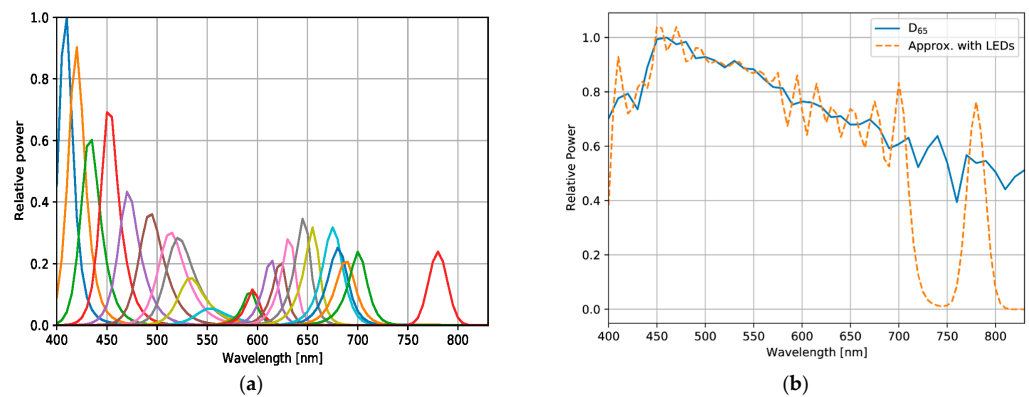 1.0
0.8
0.6
0.4
0.2
0.0
Relative power
400 450 500 550 600 650 700 750 800
Wavelength [nm]
(a)
D65
Approx. with LEDs
1.0
0.8
0.6
0.4
0.2
0.0
Relative Power
400 450 500 550 600 650 700 750 800
Wavelength [nm]
(b)